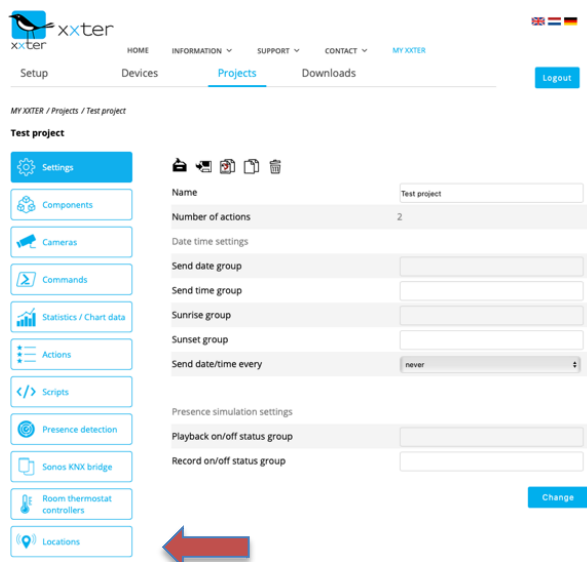 xxter
xxter
HOME INFORMATION SUPPORT CONTACT MY XXTER
Setup Devices Projects Downloads Logout
MY XXTER / Projects / Test project
Test project
Settings
Components
Cameras
Commands
Statistics / Chart data
Actions
Scripts
Presence detection
Sonos KNX bridge
Room thermostat
controllers
Locations
Name Test project
Number of actions 2
Date time settings
Send date group
Send time group
Sunrise group
Sunset group
Send date/time every never
Presence simulation settings
Playback on/off status group
Record on/off status group
Change